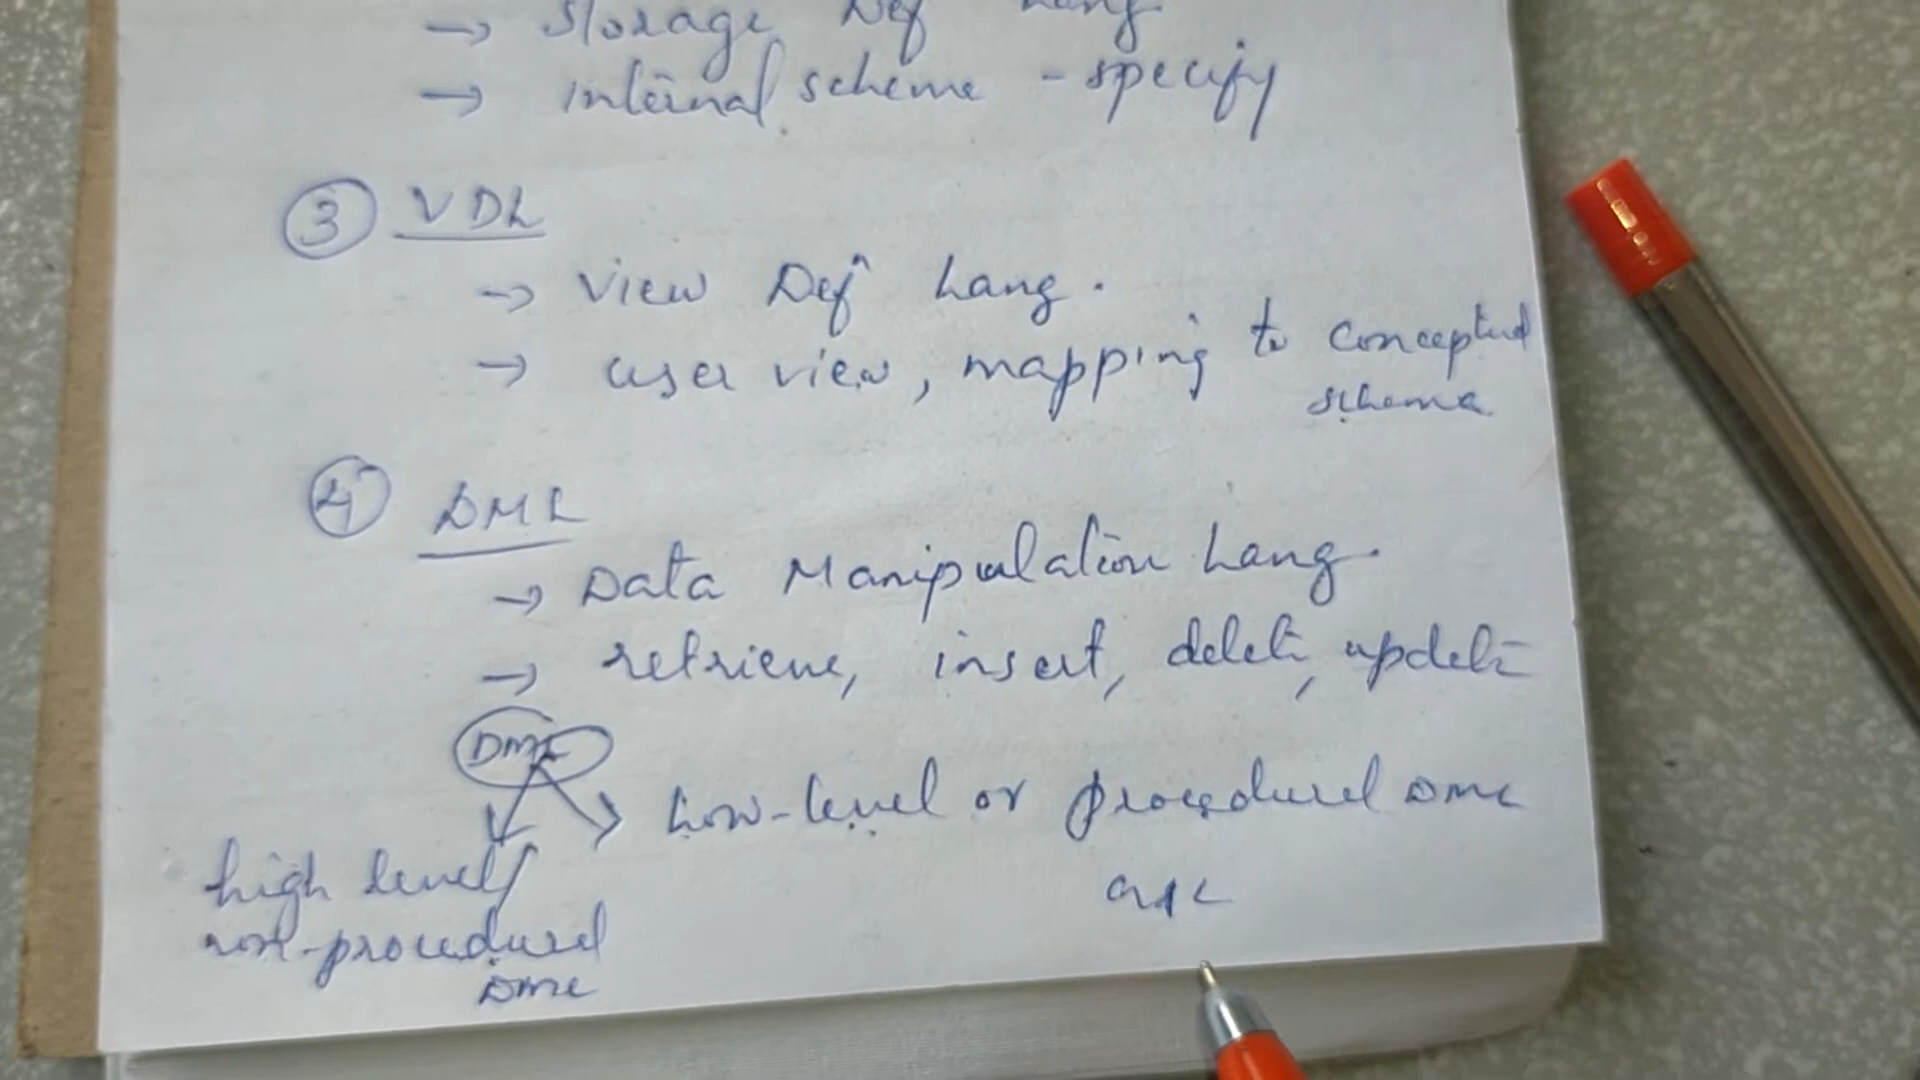 → Storage Def Lang
→ internal scheme - specify
③ VDL
→ View Def Lang.
→ user view, mapping to conceptual
schema
④ DML
→ Data Manipulation Lang.
→ retrieve, insert, delete, update
DML
Low-level or procedural DML
high level/
non-procedural
DML